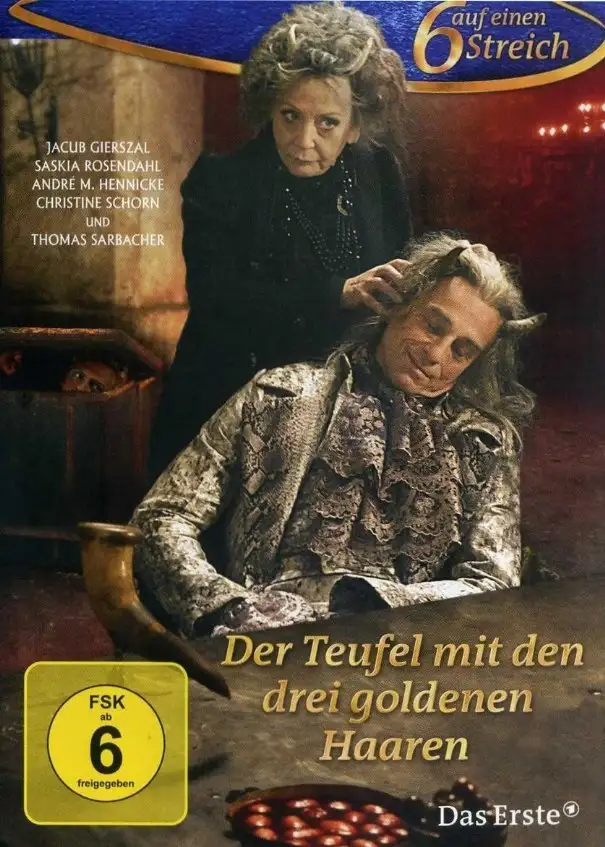 6 auf einen
Streich
JACUB GIERSZAL
SASKIA ROSENDAHL
ANDRÉ M. HENNICKE
CHRISTINE SCHORN
UND
THOMAS SARBACHER
Der Teufel mit den
drei goldenen
Haaren
FSK
ab
6
freigegeben
Das Erste